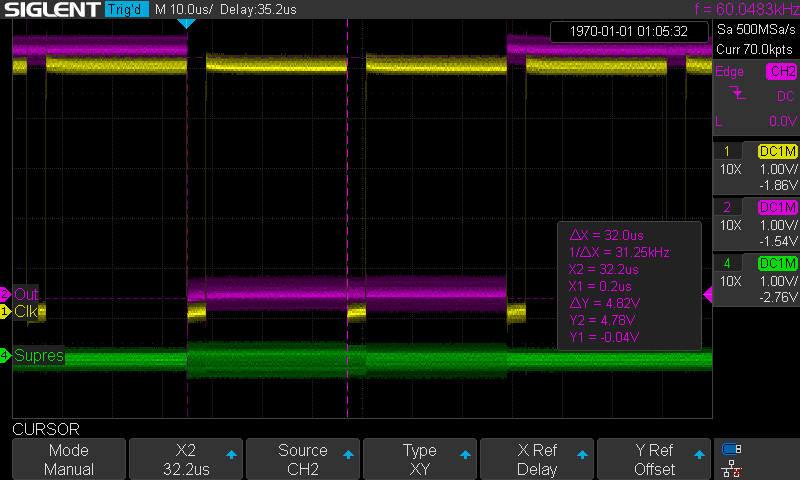 SIGLENT Trig'd M 10.0us/ Delay:35.2us f = 60.0483kHz
1970-01-01 01:05:32
Sa 500MSa/s
Curr 70.0kpts
Edge CH2
DC
L 0.0V
1 DC1M
10X 1.00V/
-1.86V
2 DC1M
10X 1.00V/
-1.54V
4 DC1M
10X 1.00V/
-2.76V
△X = 32.0us
1/△X = 31.25kHz
X2 = 32.2us
X1 = 0.2us
△Y = 4.82V
Y2 = 4.78V
Y1 = -0.04V
2 Out
1 Clk
4 Supres
CURSOR
Mode
Manual
X2
32.2us
Source
CH2
Type
XY
X Ref
Delay
Y Ref
Offset